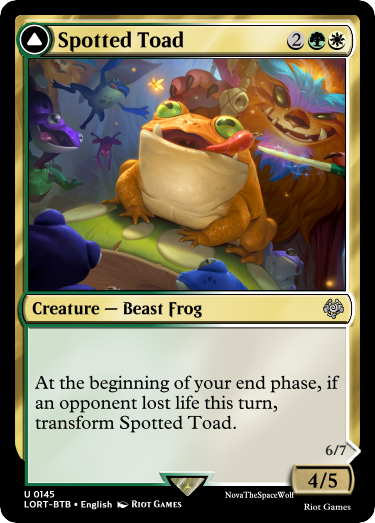 Spotted Toad 2
Creature — Beast Frog
At the beginning of your end phase, if
an opponent lost life this turn,
transform Spotted Toad.
6/7
4/5
U 0145
LORT-BTB • English Riot Games
NovaTheSpaceWolf
Riot Games